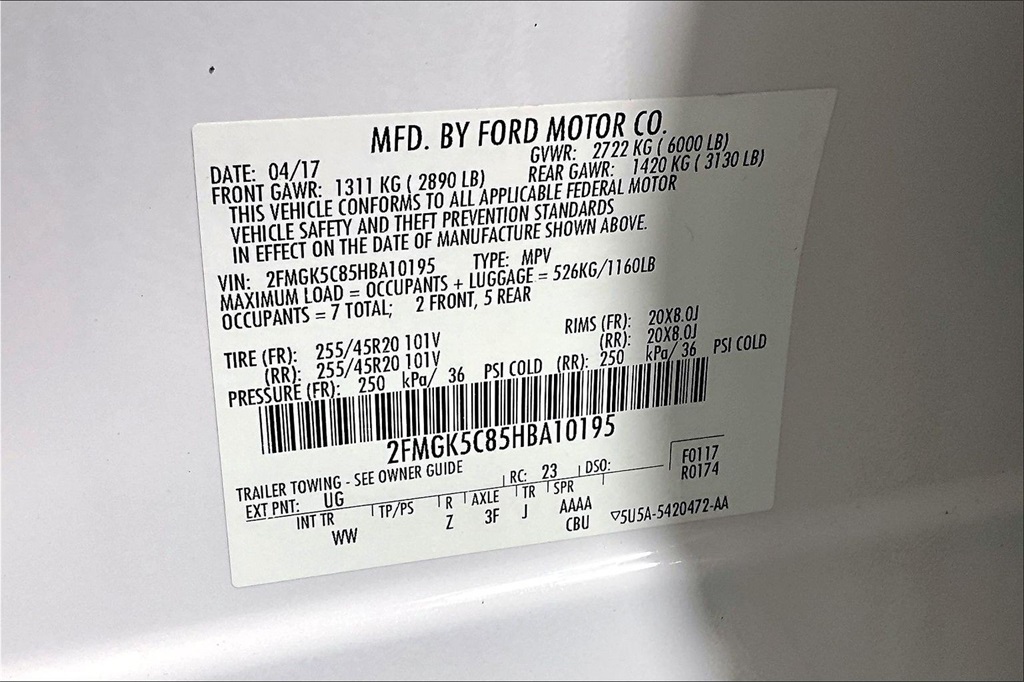 MFD. BY FORD MOTOR CO.
DATE: 04/17 GVWR: 2722 KG ( 6000 LB)
FRONT GAWR: 1311 KG ( 2890 LB) REAR GAWR: 1420 KG ( 3130 LB)
THIS VEHICLE CONFORMS TO ALL APPLICABLE FEDERAL MOTOR
VEHICLE SAFETY AND THEFT PREVENTION STANDARDS
IN EFFECT ON THE DATE OF MANUFACTURE SHOWN ABOVE.
VIN: 2FMGK5C85HBA10195 TYPE: MPV
MAXIMUM LOAD = OCCUPANTS + LUGGAGE = 526KG/1160LB
OCCUPANTS = 7 TOTAL; 2 FRONT, 5 REAR
TIRE (FR): 255/45R20 101V RIMS (FR): 20X8.0J
(RR): 255/45R20 101V (RR): 20X8.0J
PRESSURE (FR): 250 kPa/ 36 PSI COLD (RR): 250 kPa/ 36 PSI COLD
2FMGK5C85HBA10195
TRAILER TOWING - SEE OWNER GUIDE
EXT PNT: UG RC: 23 DSO: F0117
R0174
INT TR TP/PS R AXLE TR SPR
WW Z 3F J AAAA
CBU ▽5U5A-5420472-AA